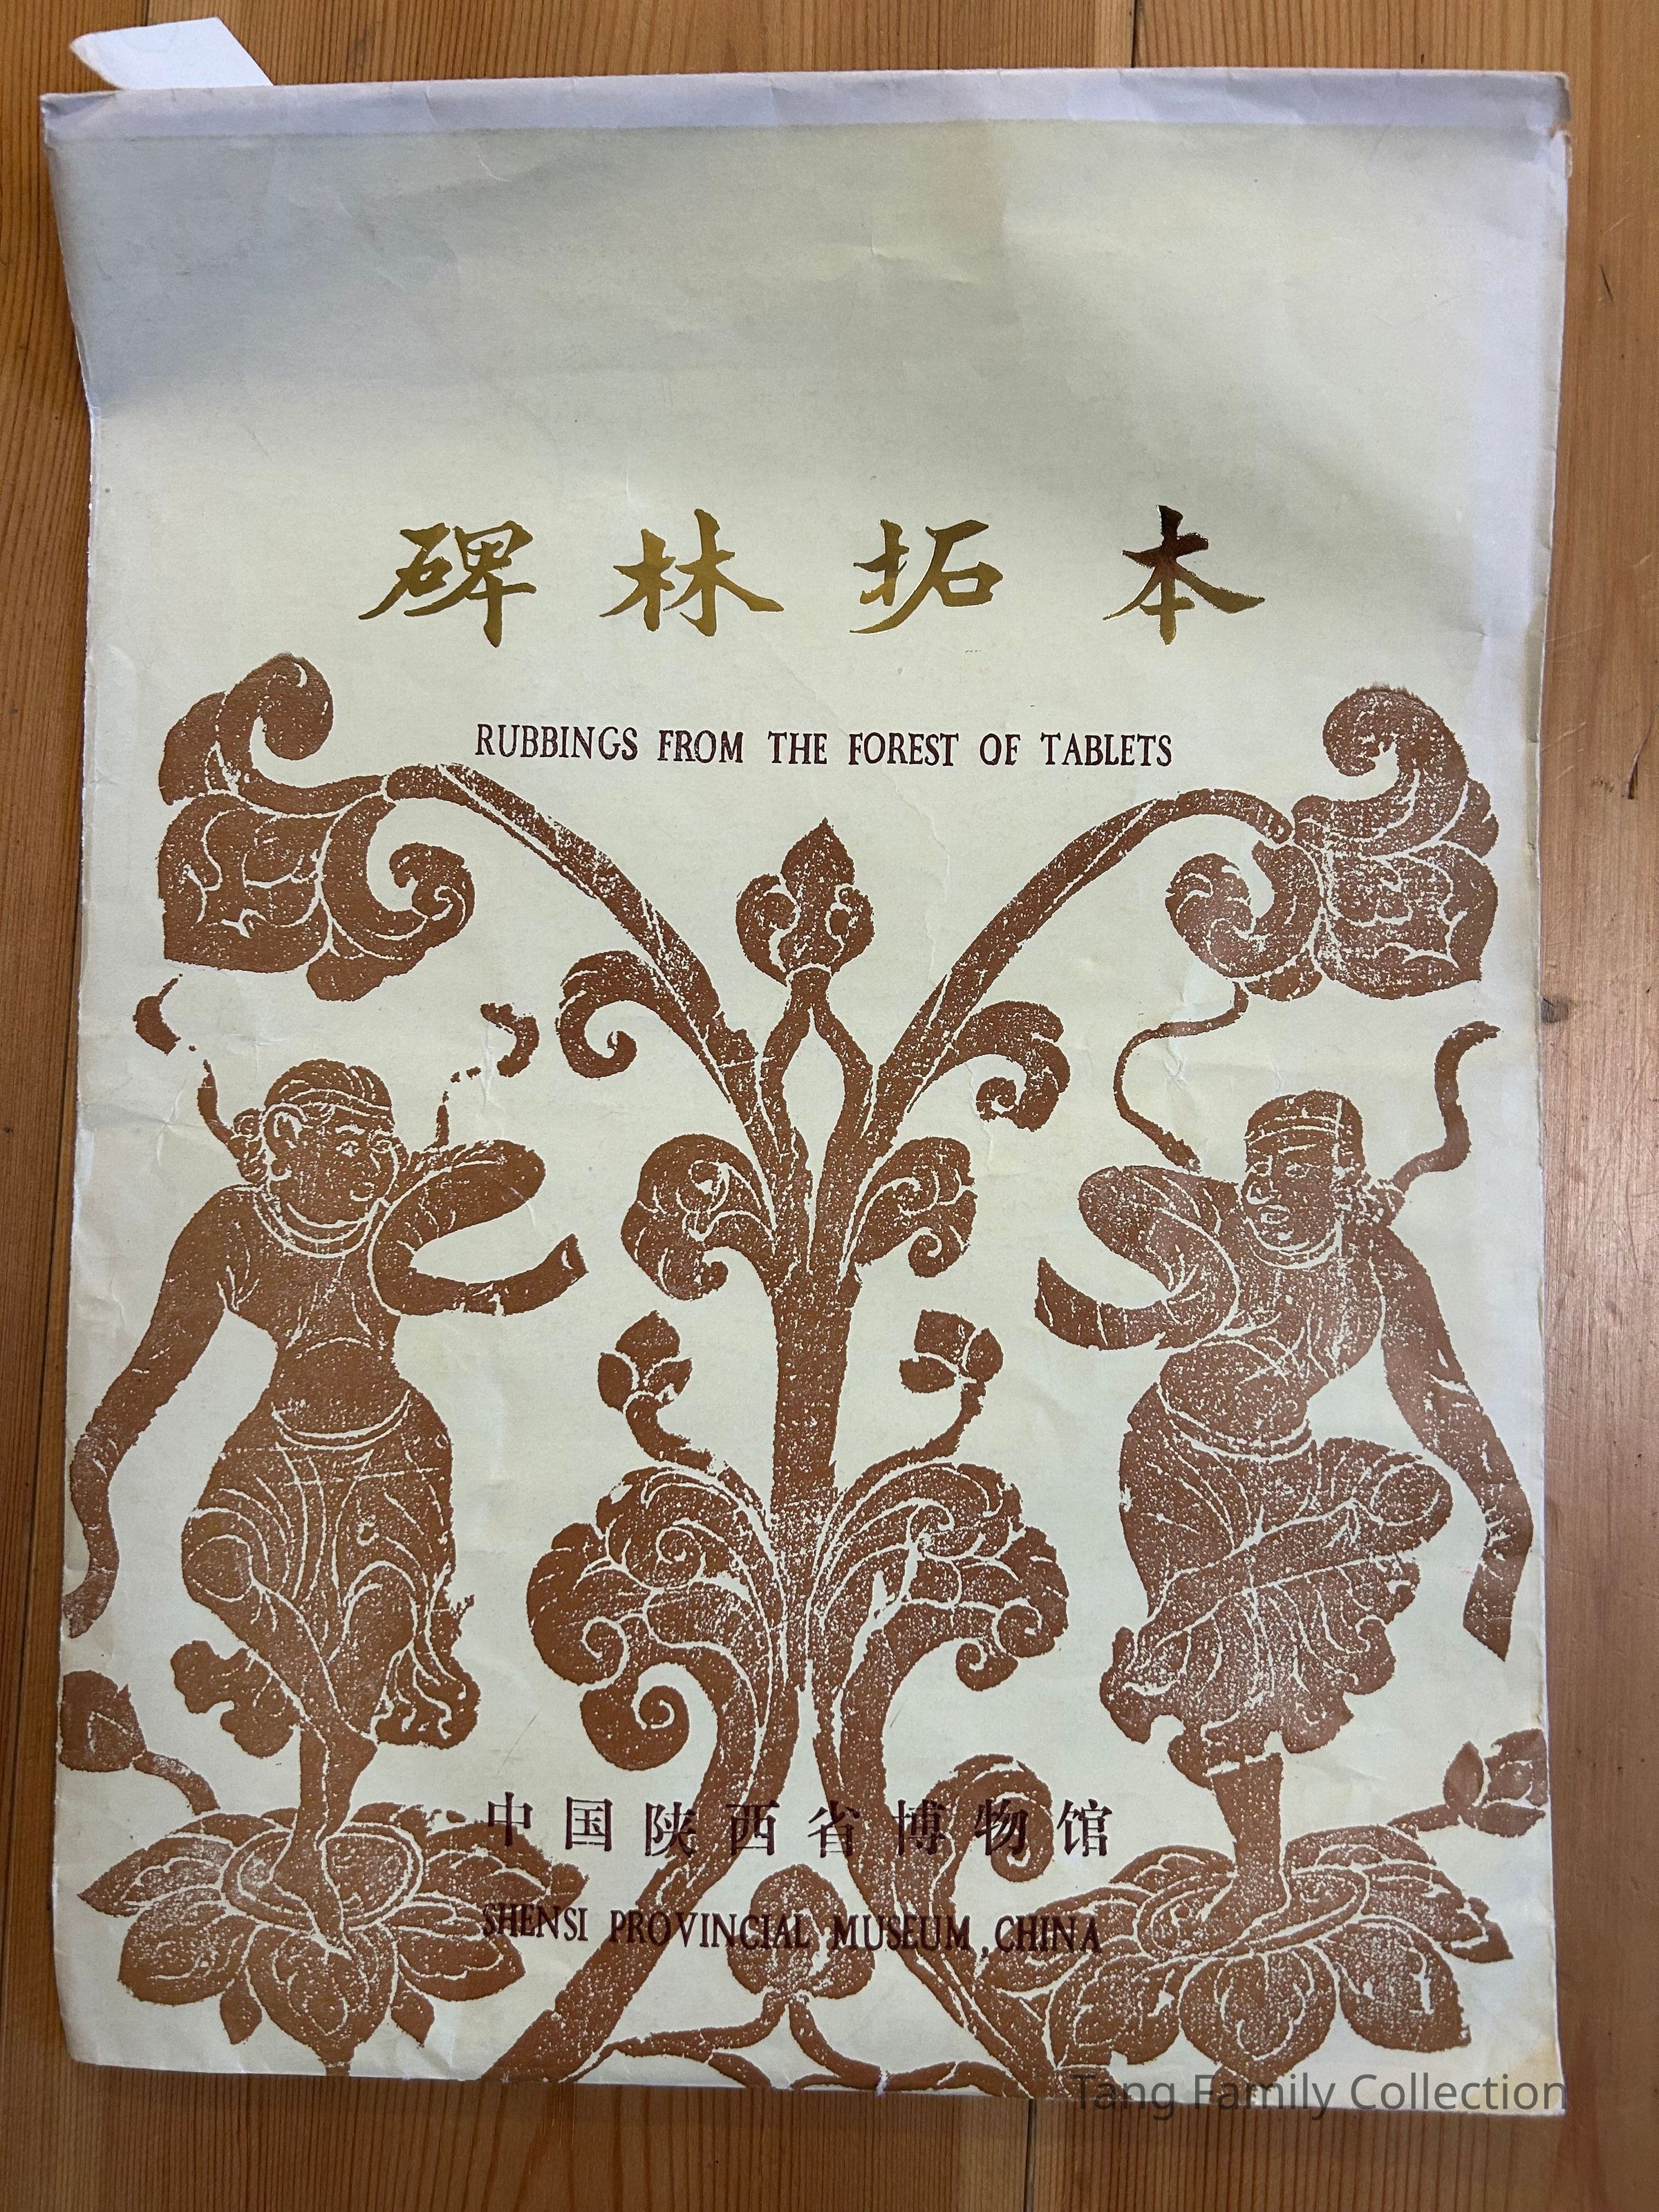 碑林拓本
RUBBINGS FROM THE FOREST OF TABLETS
中国陕西省博物馆
SHENSI PROVINCIAL MUSEUM, CHINA
Tang Family Collection